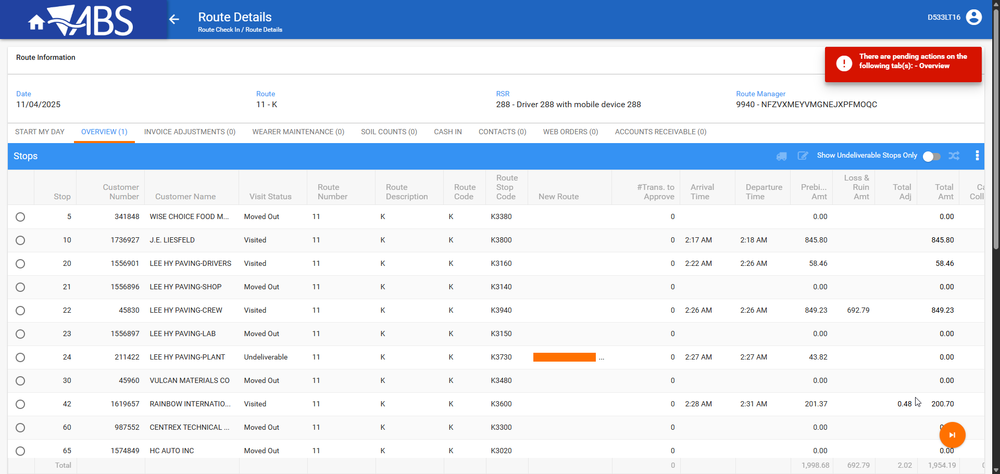 ABS
Route Details
Route Check In / Route Details
D533LT16
Route Information
There are pending actions on the
following tab(s): - Overview
Date
11/04/2025
Route
11 - K
RSR
288 - Driver 288 with mobile device 288
Route Manager
9940 - NFZVXMEYVMGNEJXPFMOQC
START MY DAY OVERVIEW (1) INVOICE ADJUSTMENTS (0) WEARER MAINTENANCE (0) SOIL COUNTS (0) CASH IN CONTACTS (0) WEB ORDERS (0) ACCOUNTS RECEIVABLE (0)
Stops
Show Undeliverable Stops Only
Stop
Customer
Number
Customer Name
Visit Status
Route
Number
Route
Description
Route
Code
Route
Stop
Code
New Route
#Trans. to
Approve
Arrival
Time
Departure
Time
Prebi...
Amt
Loss &
Ruin
Amt
Total
Adj
Total
Amt
Ca
Coll
5 341848 WISE CHOICE FOOD M... Moved Out 11 K K K3380 0 0.00 0.00
10 1736927 J.E. LIESFELD Visited 11 K K K3800 0 2:17 AM 2:18 AM 845.80 845.80
20 1556901 LEE HY PAVING-DRIVERS Visited 11 K K K3160 0 2:22 AM 2:26 AM 58.46 58.46
21 1556896 LEE HY PAVING-SHOP Moved Out 11 K K K3140 0 0.00 0.00
22 45830 LEE HY PAVING-CREW Visited 11 K K K3940 0 2:26 AM 2:26 AM 849.23 692.79 849.23
23 1556897 LEE HY PAVING-LAB Moved Out 11 K K K3150 0 0.00 0.00
24 211422 LEE HY PAVING-PLANT Undeliverable 11 K K K3730 ... 0 2:27 AM 2:27 AM 43.82 0.00
30 45960 VULCAN MATERIALS CO Moved Out 11 K K K3480 0 0.00 0.00
42 1619657 RAINBOW INTERNATIO... Visited 11 K K K3600 0 2:28 AM 2:31 AM 201.37 0.48 200.70
60 987552 CENTREX TECHNICAL ... Moved Out 11 K K K3300 0 0.00
65 1574849 HC AUTO INC Moved Out 11 K K K3020 0 0.00 0.00
Total 0 1,998.68 692.79 2.02 1,954.19